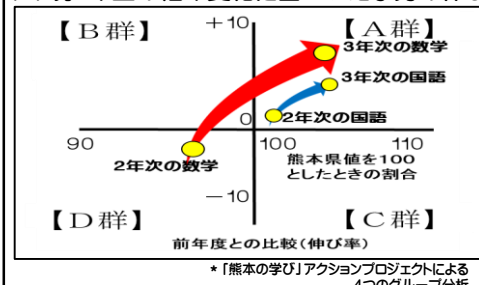 【B群】
+10
【A群】
3年次の数学
3年次の国語
0
2年次の国語
90
100
110
2年次の数学
熊本県値を100
としたときの割合
－10
【D群】
【C群】
前年度との比較(伸び率)
*「熊本の学び」アクションプロジェクトによる
4つのグループ分析